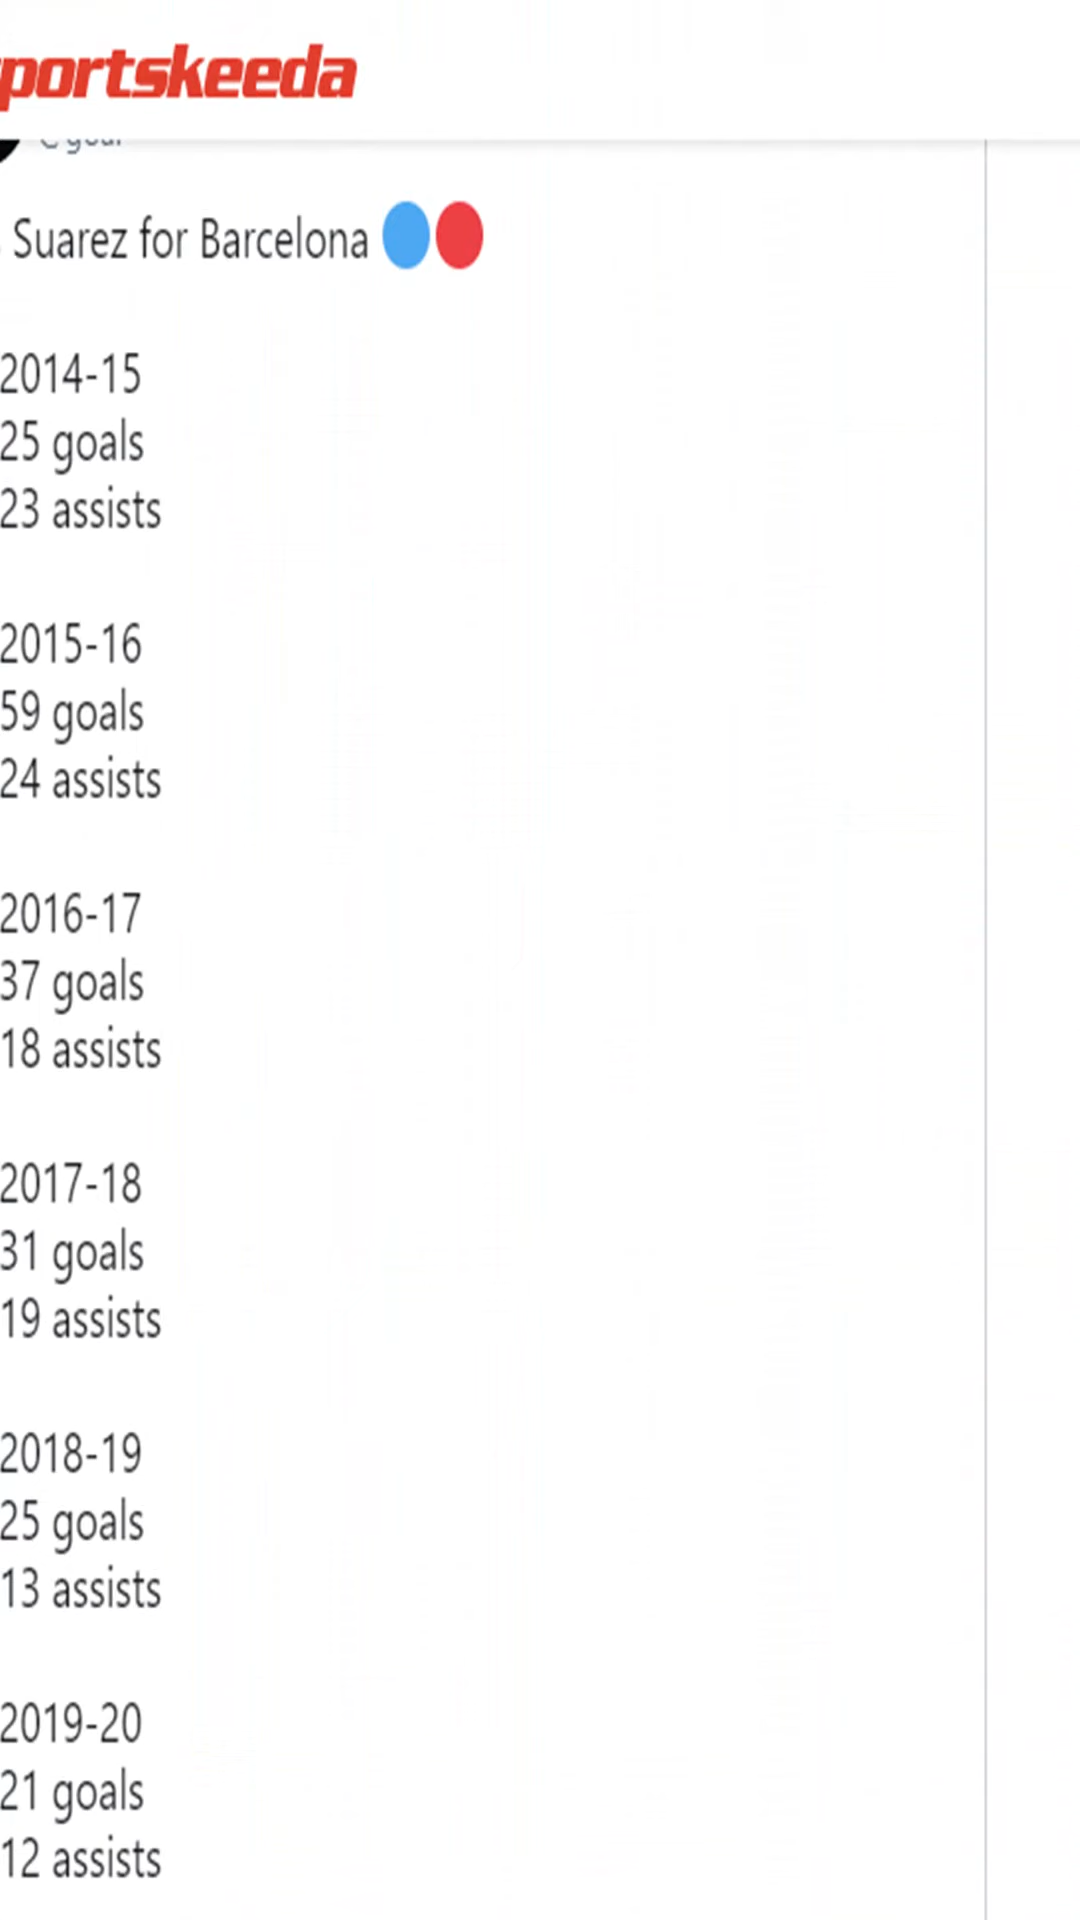 portskeeda
Suarez for Barcelona
2014-15
25 goals
23 assists
2015-16
59 goals
24 assists
2016-17
37 goals
18 assists
2017-18
31 goals
19 assists
2018-19
25 goals
13 assists
2019-20
21 goals
12 assists